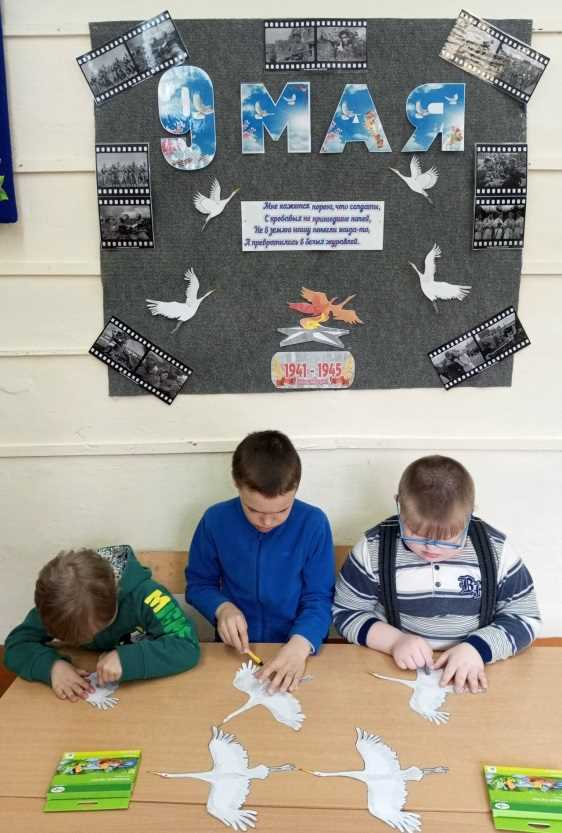 9 МАЯ
Мне кажется порою, что солдаты,
С кровавых не пришедшие полей,
Не в землю нашу полегли когда-то,
А превратились в белых журавлей.
1941 - 1945